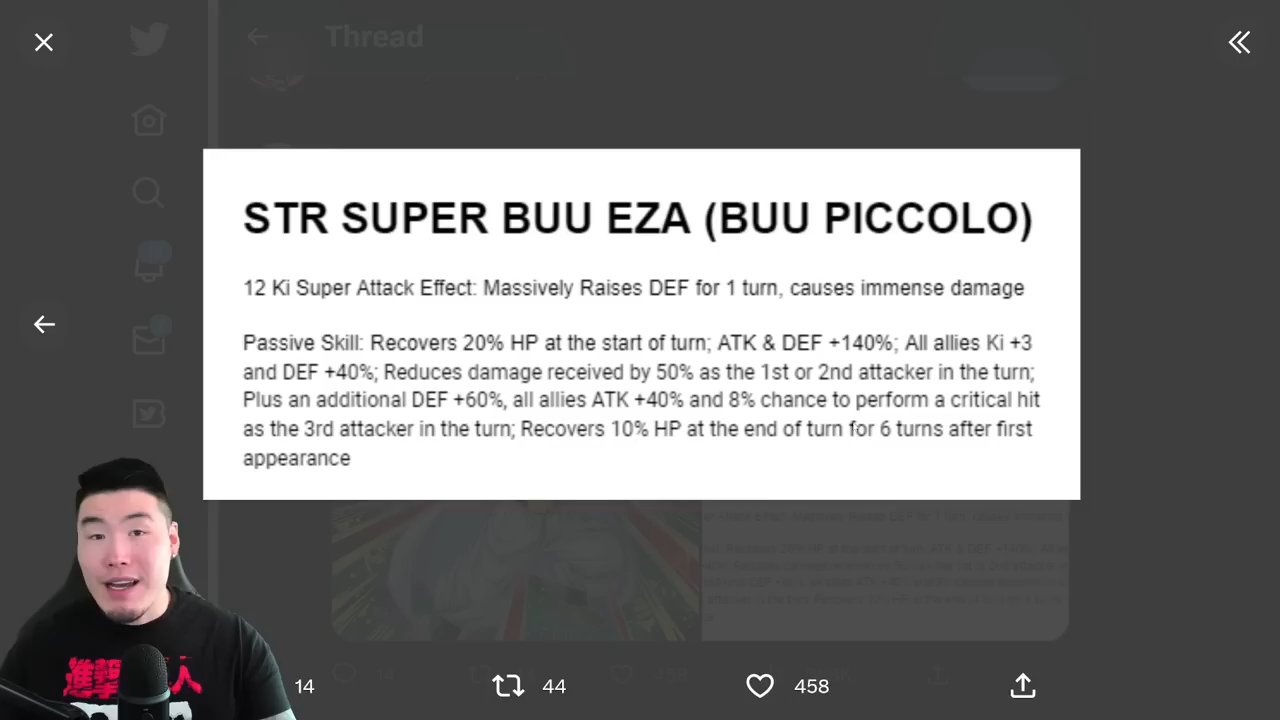 Thread
STR SUPER BUU EZA (BUU PICCOLO)
12 Ki Super Attack Effect: Massively Raises DEF for 1 turn, causes immense damage
Passive Skill: Recovers 20% HP at the start of turn; ATK & DEF +140%; All allies Ki +3
and DEF +40%; Reduces damage received by 50% as the 1st or 2nd attacker in the turn;
Plus an additional DEF +60%, all allies ATK +40% and 8% chance to perform a critical hit
as the 3rd attacker in the turn; Recovers 10% HP at the end of turn for 6 turns after first
appearance
進撃 人
14
44
458